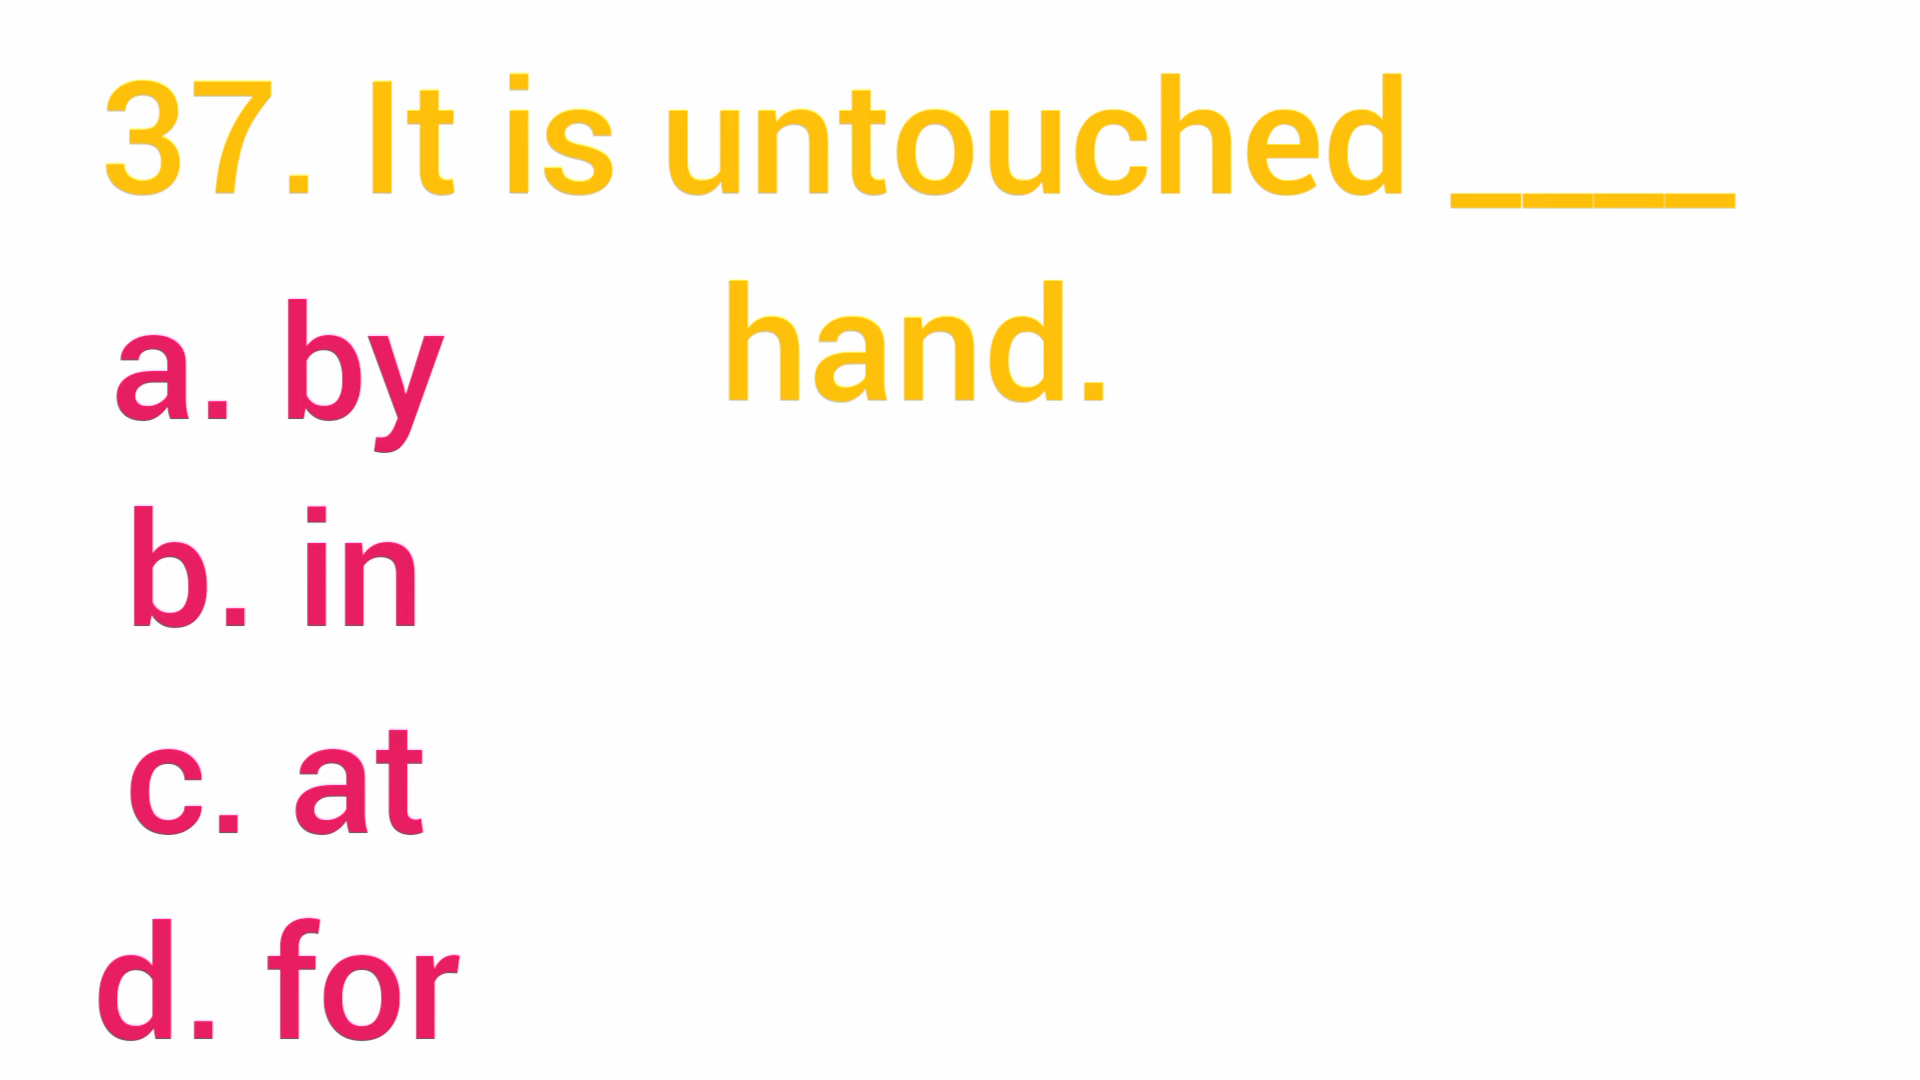 37. It is untouched ____
hand.
a. by
b. in
c. at
d. for